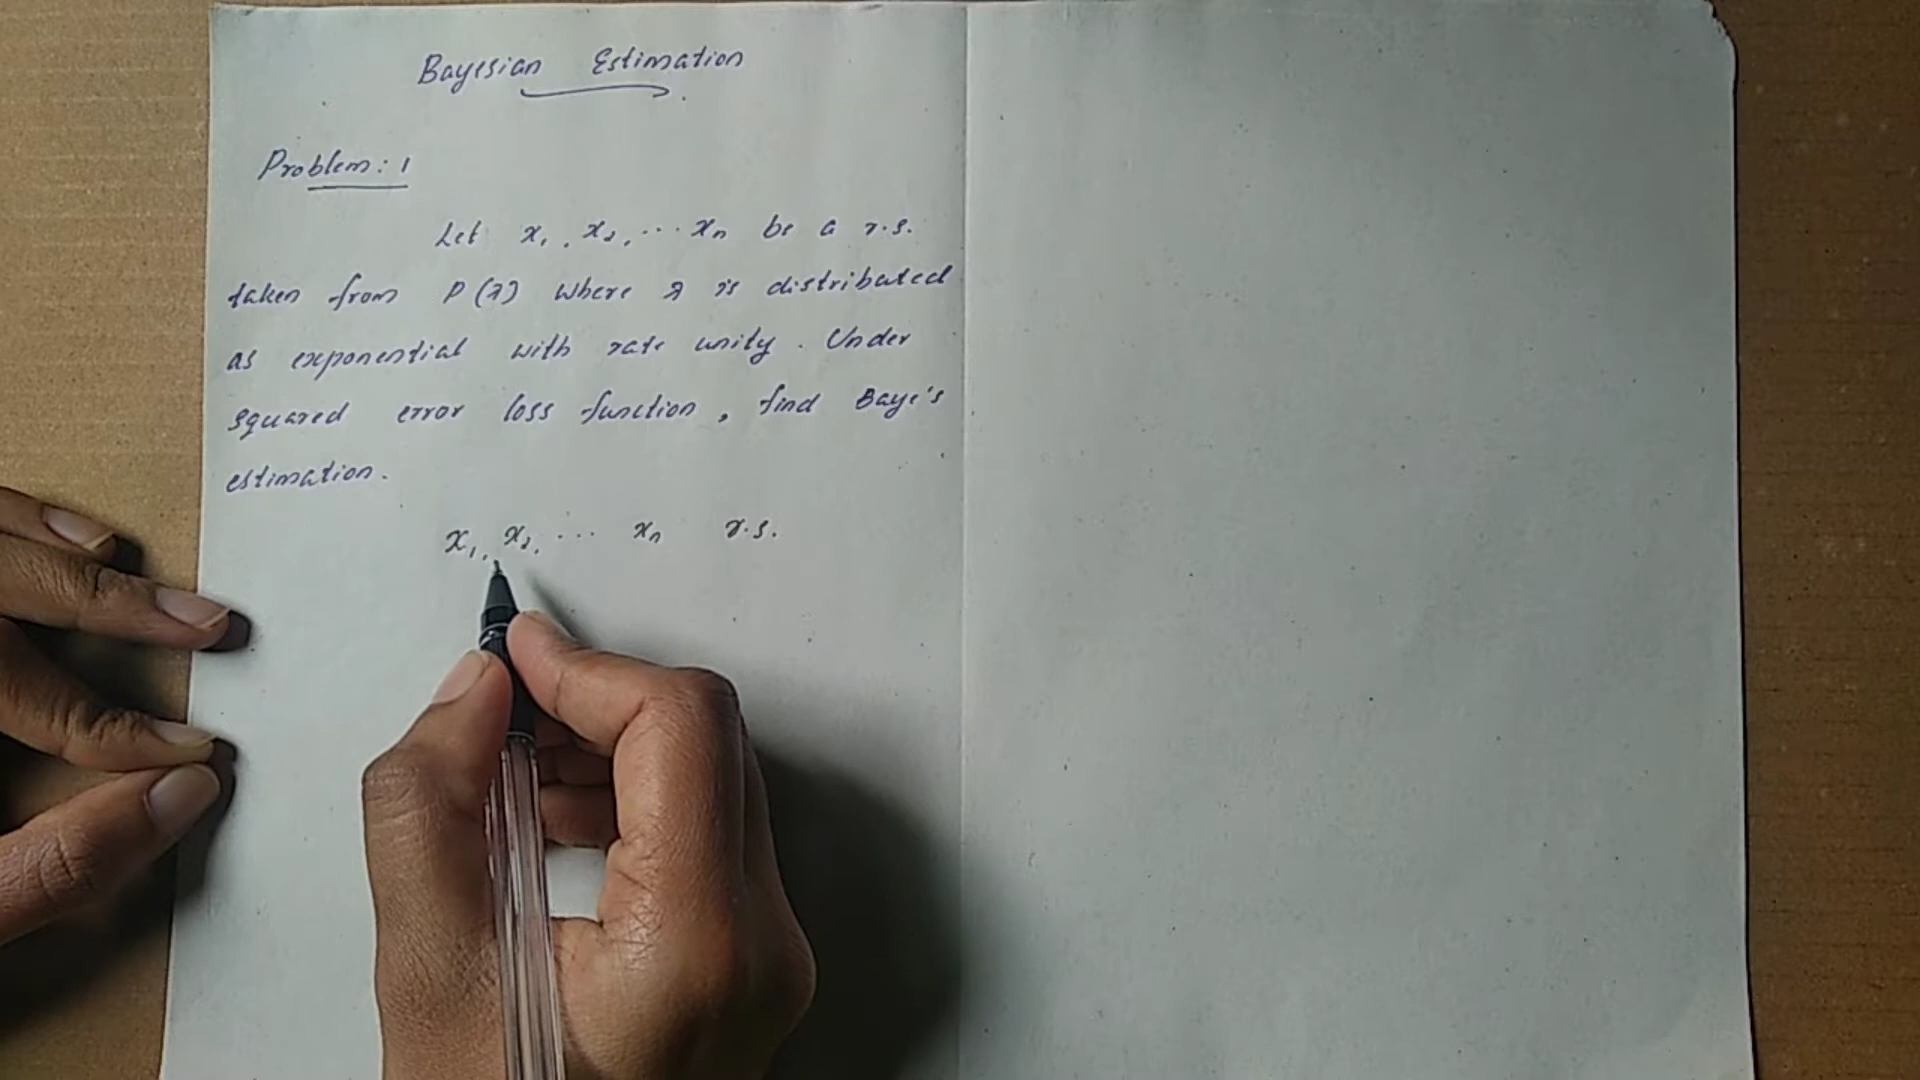 Bayesian Estimation
Problem: 1
Let x₁, x₂, ... xₙ be a r.s.
taken from P(λ) where λ is distributed
as exponential with rate unity. Under
squared error loss function, find Baye's
estimation.
x₁, x₂, ... xₙ r.s.